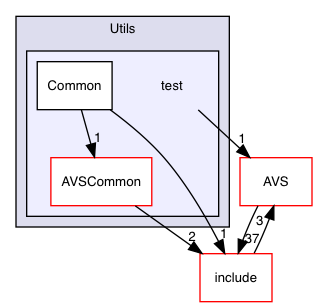 Utils
Common
test
1
1
AVSCommon
AVS
2
1
37
3
include